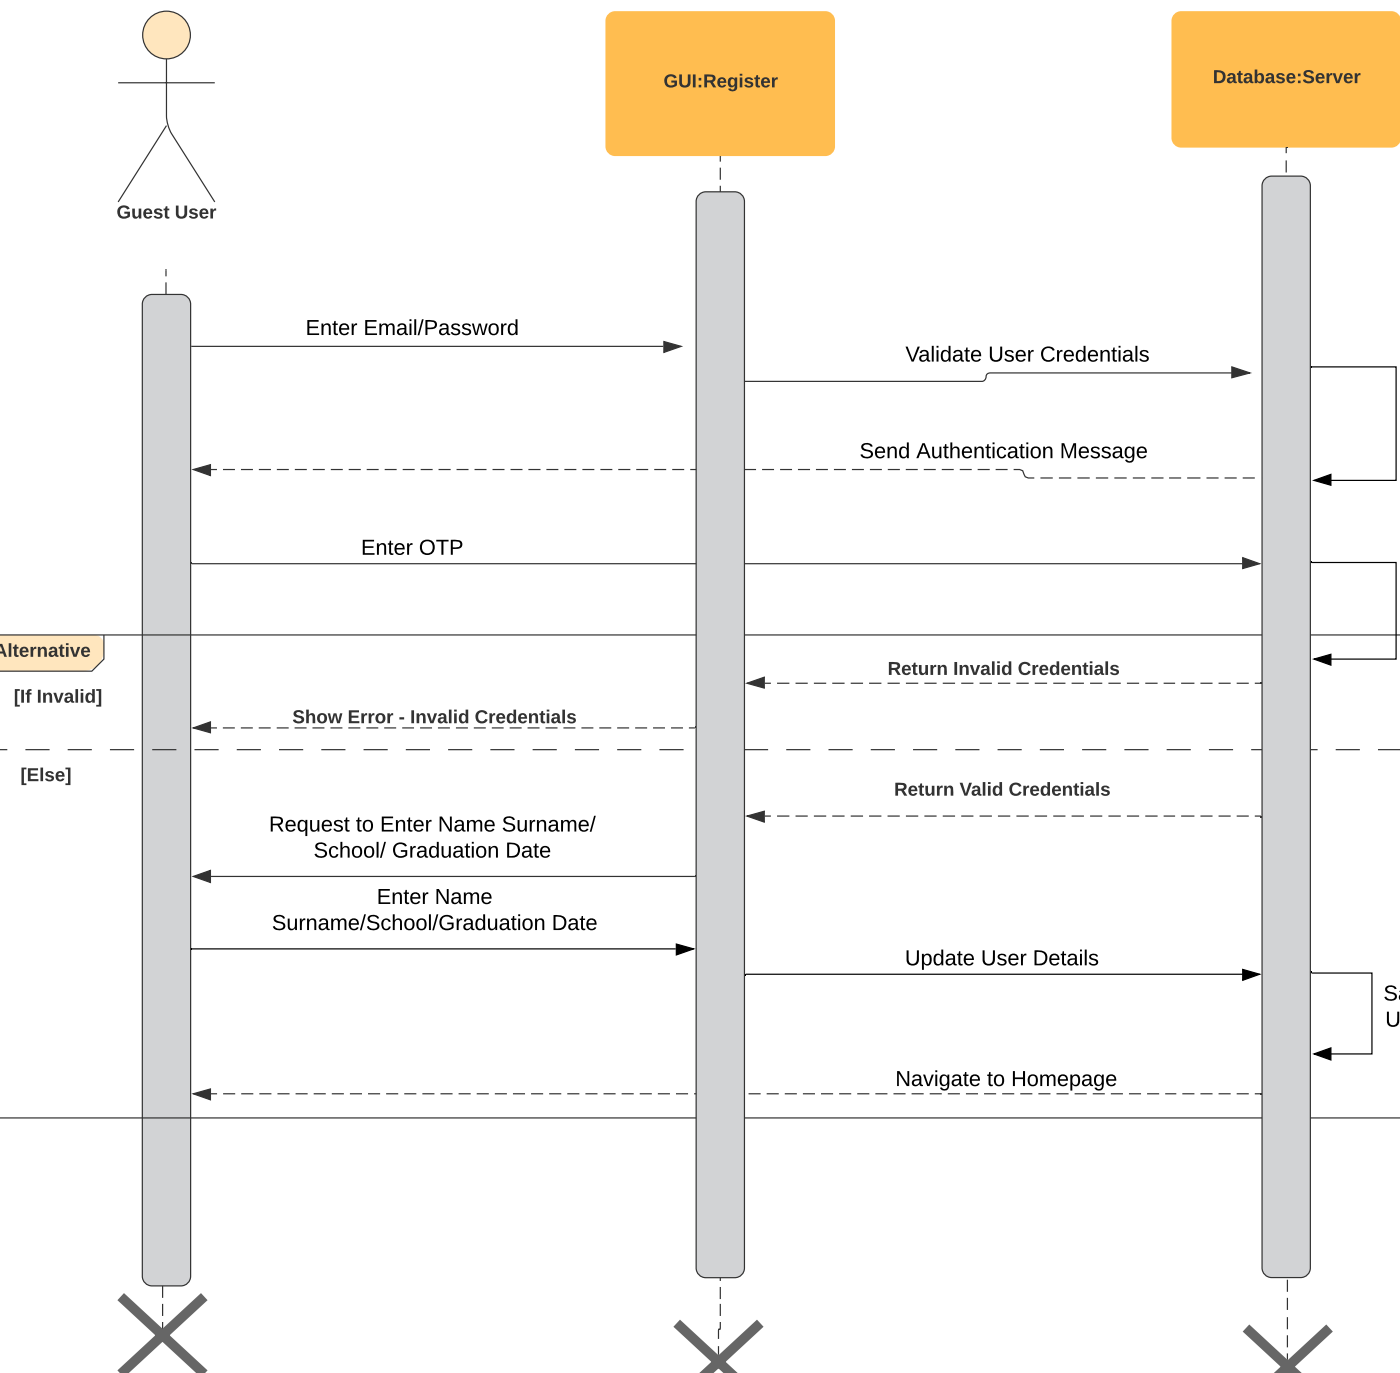 GUI:Register
Database:Server
Guest User
Enter Email/Password
Validate User Credentials
Send Authentication Message
Enter OTP
Alternative
[If Invalid]
Return Invalid Credentials
Show Error - Invalid Credentials
[Else]
Return Valid Credentials
Request to Enter Name Surname/
School/ Graduation Date
Enter Name
Surname/School/Graduation Date
Update User Details
Navigate to Homepage